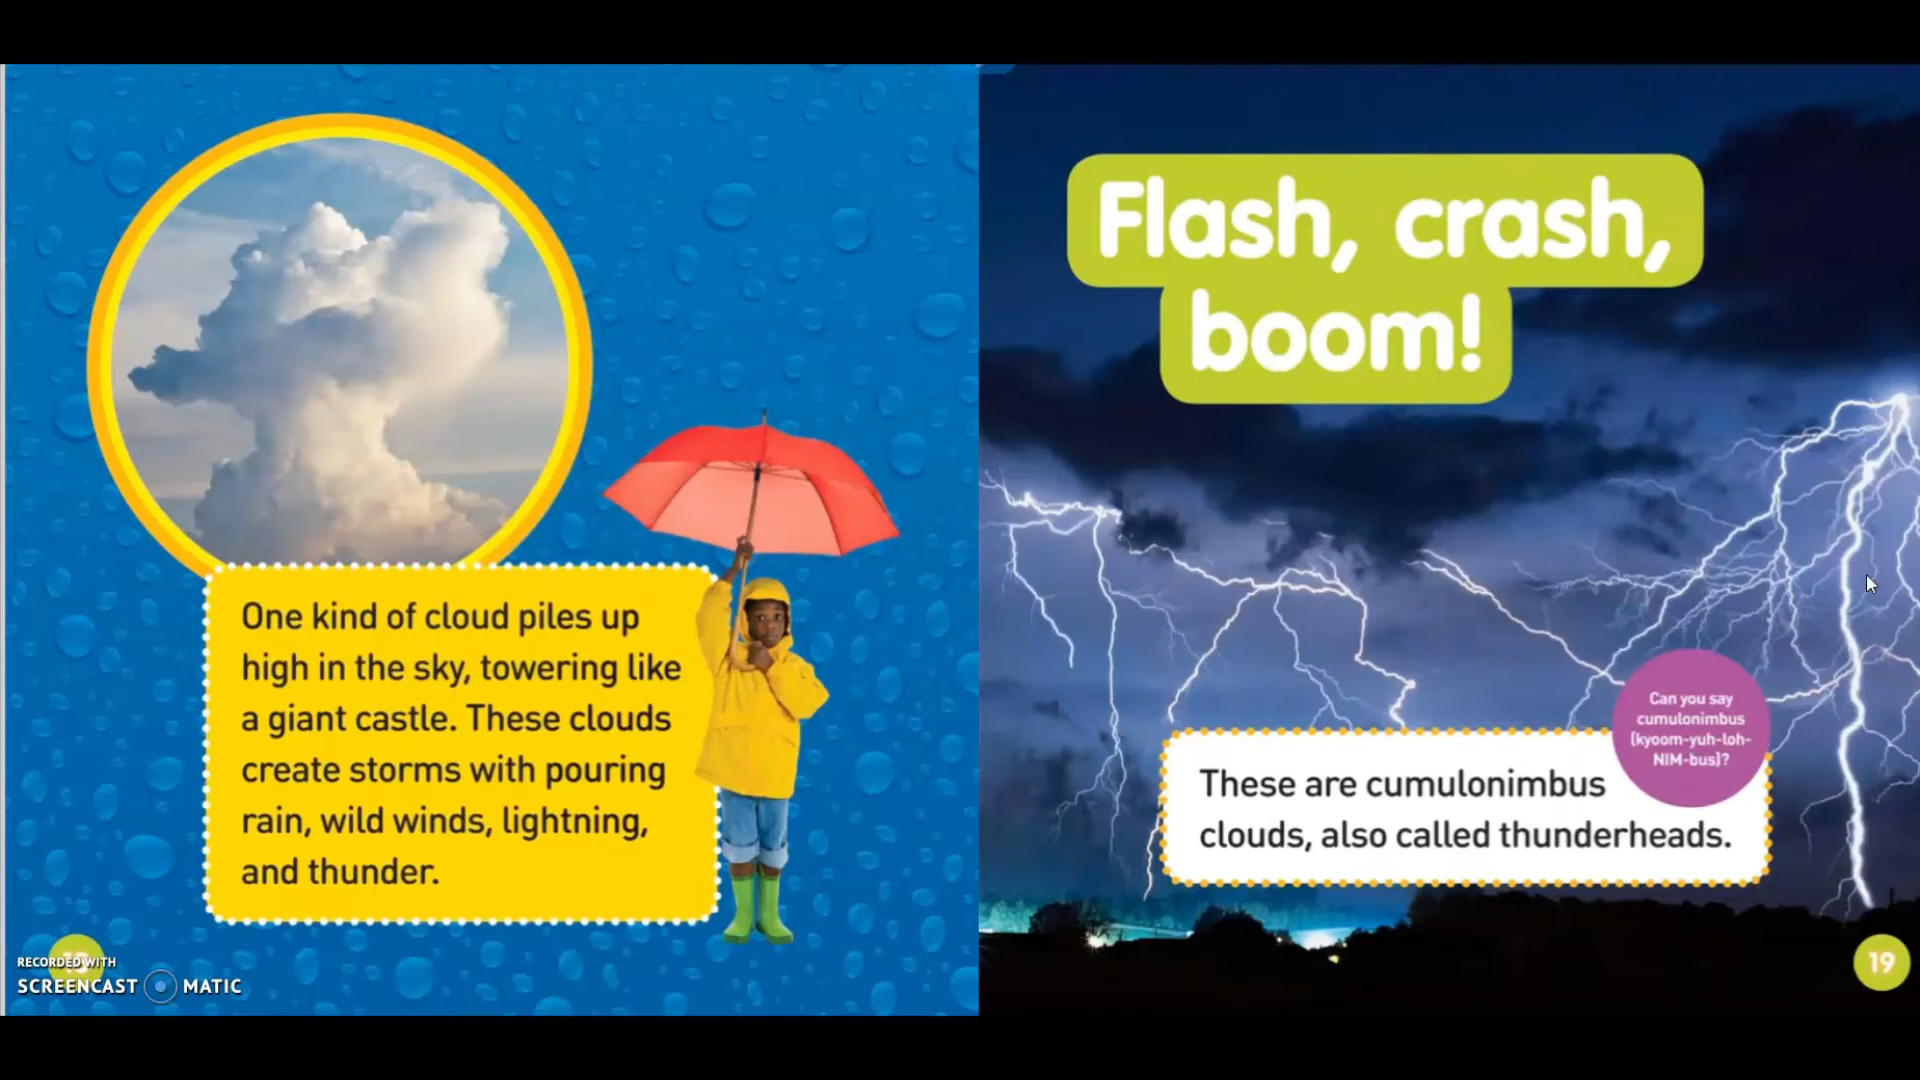 One kind of cloud piles up
high in the sky, towering like
a giant castle. These clouds
create storms with pouring
rain, wild winds, lightning,
and thunder.
RECORDED WITH
SCREENCAST MATIC
Flash, crash,
boom!
Can you say
cumulonimbus
(kyoom-yuh-loh-
NIM-bus)?
These are cumulonimbus
clouds, also called thunderheads.
19